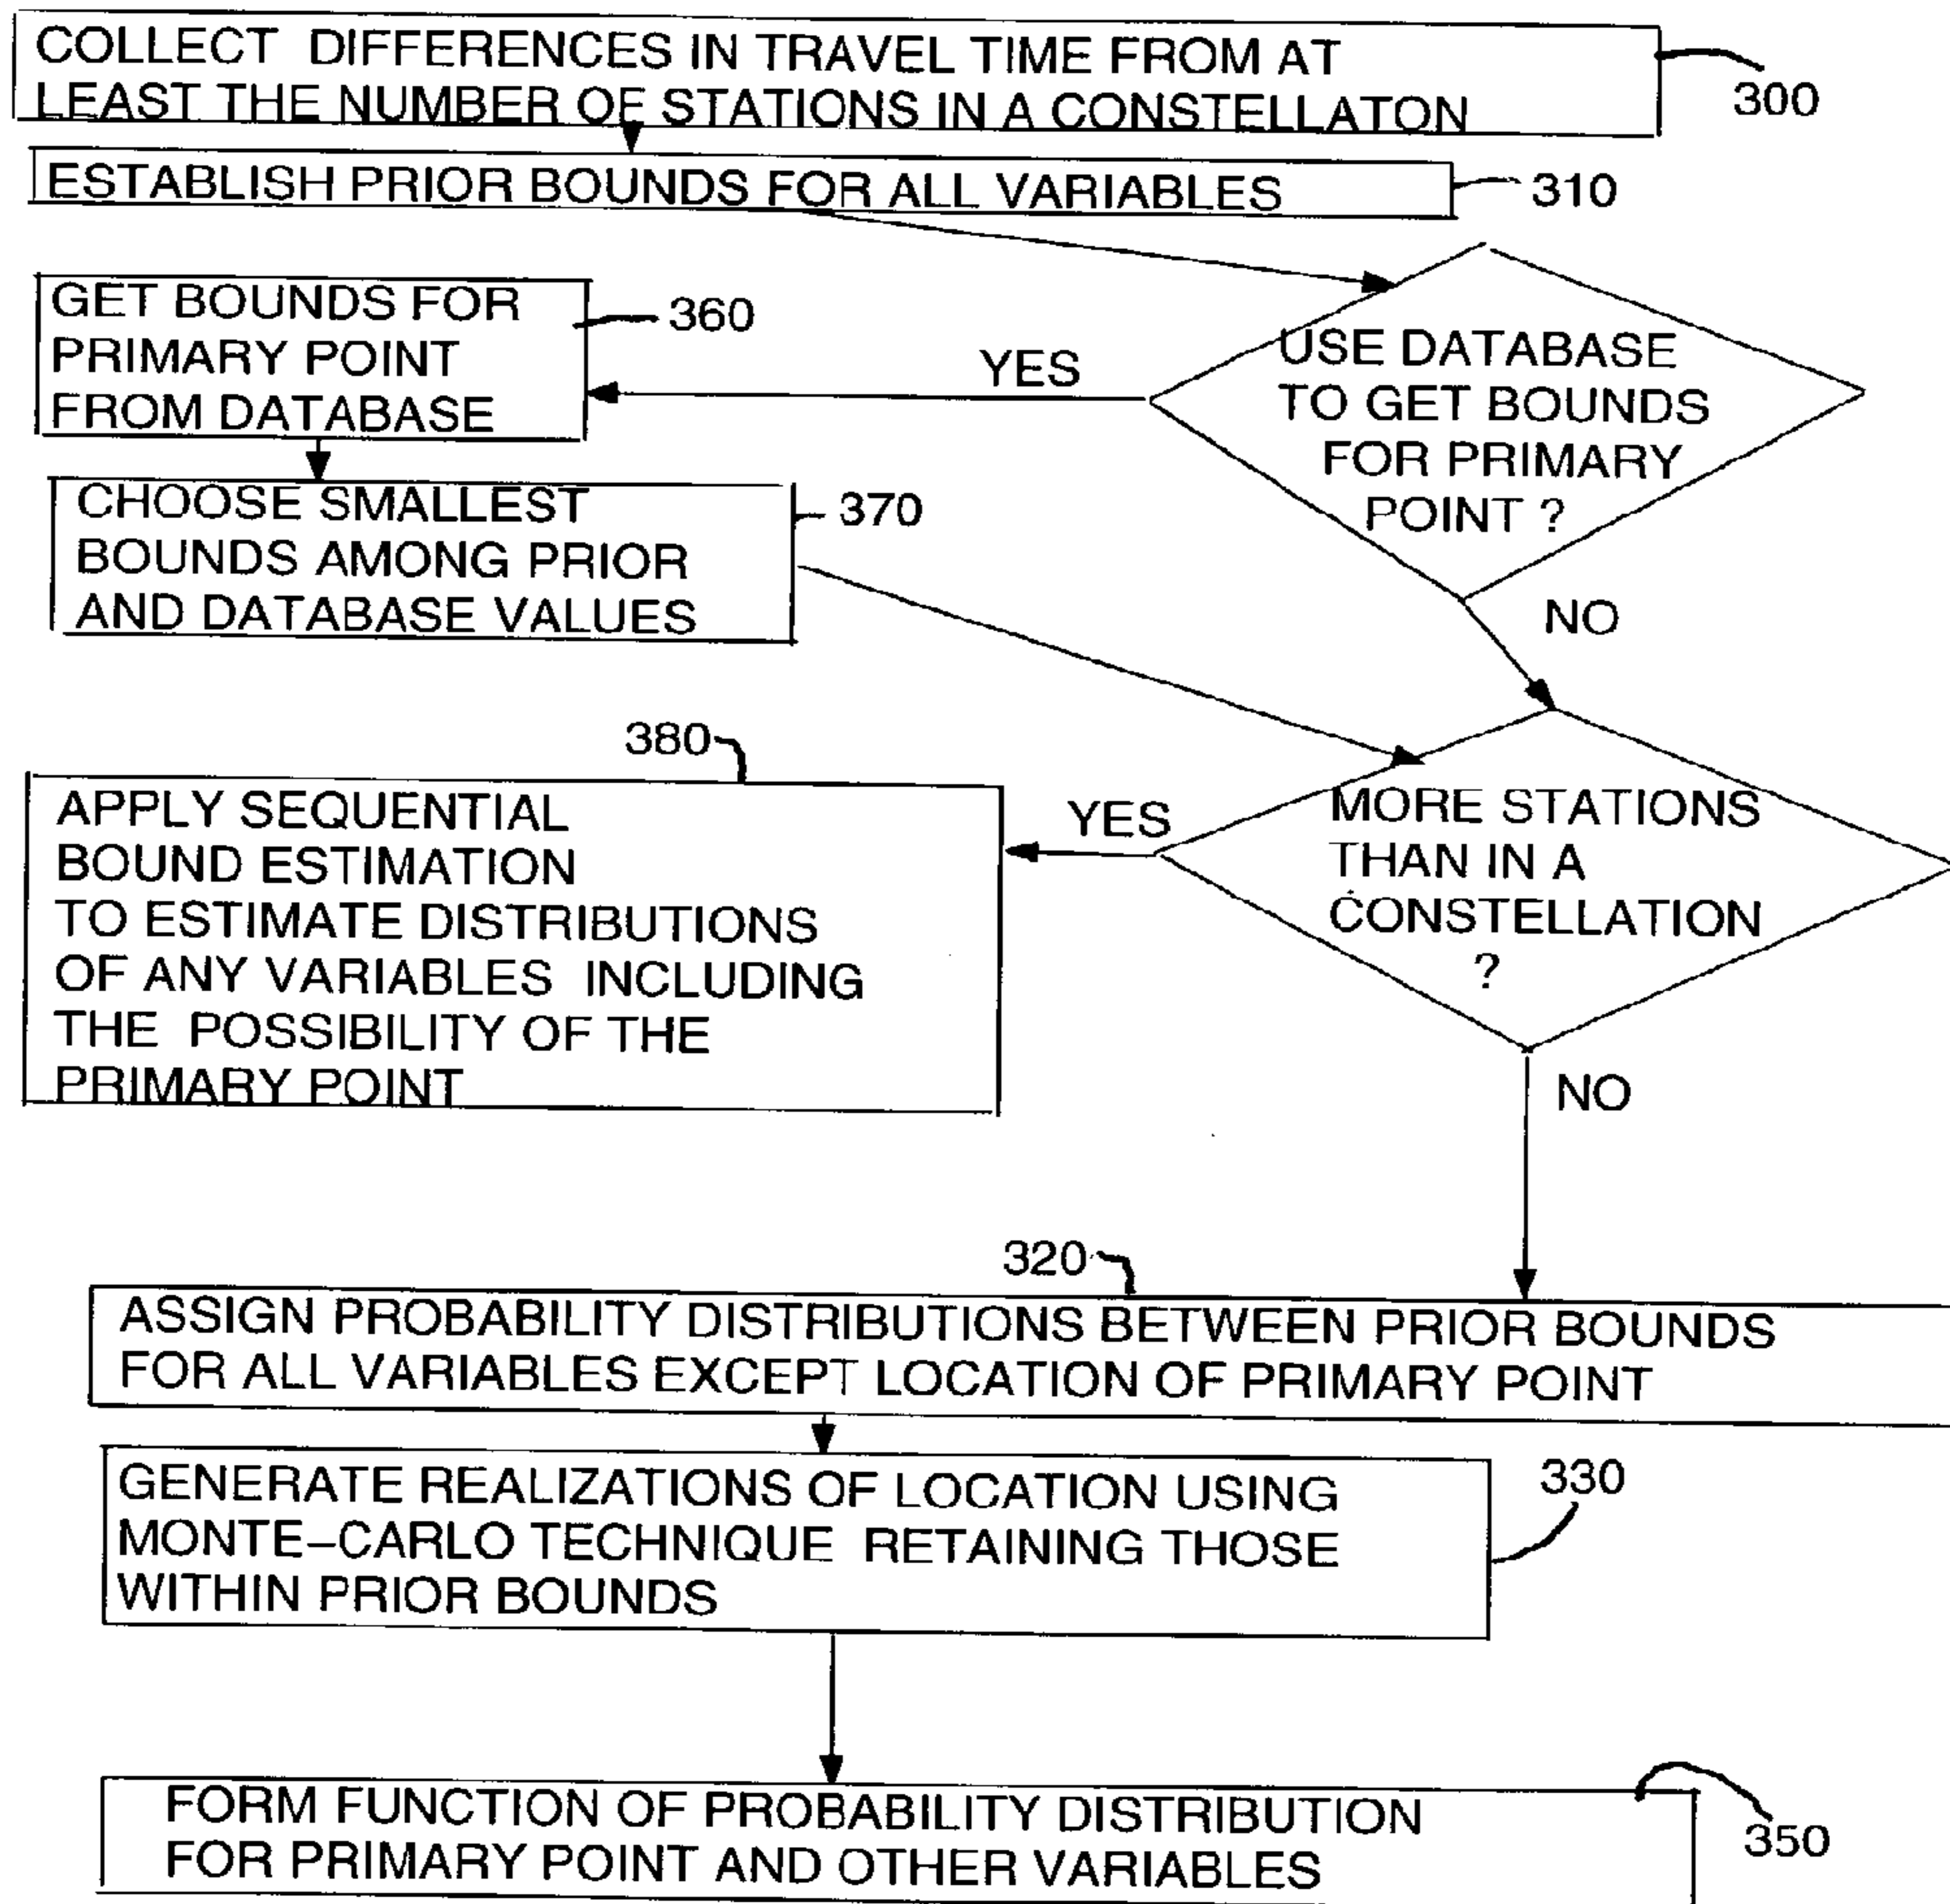 COLLECT DIFFERENCES IN TRAVEL TIME FROM AT
LEAST THE NUMBER OF STATIONS IN A CONSTELLATON
300
ESTABLISH PRIOR BOUNDS FOR ALL VARIABLES
310
GET BOUNDS FOR
PRIMARY POINT
FROM DATABASE
360
YES
USE DATABASE
TO GET BOUNDS
FOR PRIMARY
POINT ?
CHOOSE SMALLEST
BOUNDS AMONG PRIOR
AND DATABASE VALUES
370
NO
380
APPLY SEQUENTIAL
BOUND ESTIMATION
TO ESTIMATE DISTRIBUTIONS
OF ANY VARIABLES INCLUDING
THE POSSIBILITY OF THE
PRIMARY POINT
YES
MORE STATIONS
THAN IN A
CONSTELLATION
?
NO
320
ASSIGN PROBABILITY DISTRIBUTIONS BETWEEN PRIOR BOUNDS
FOR ALL VARIABLES EXCEPT LOCATION OF PRIMARY POINT
GENERATE REALIZATIONS OF LOCATION USING
MONTE-CARLO TECHNIQUE RETAINING THOSE
WITHIN PRIOR BOUNDS
330
FORM FUNCTION OF PROBABILITY DISTRIBUTION
FOR PRIMARY POINT AND OTHER VARIABLES
350